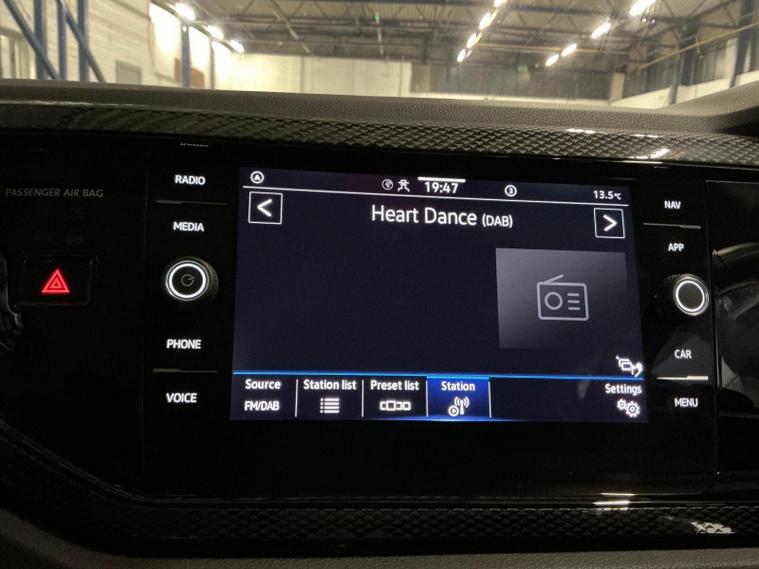 PASSENGER AIR BAG
RADIO
MEDIA
PHONE
VOICE
19:47
3
13.5°C
Heart Dance (DAB)
Source
FM/DAB
Station list
Preset list
Station
Settings
NAV
APP
CAR
MENU